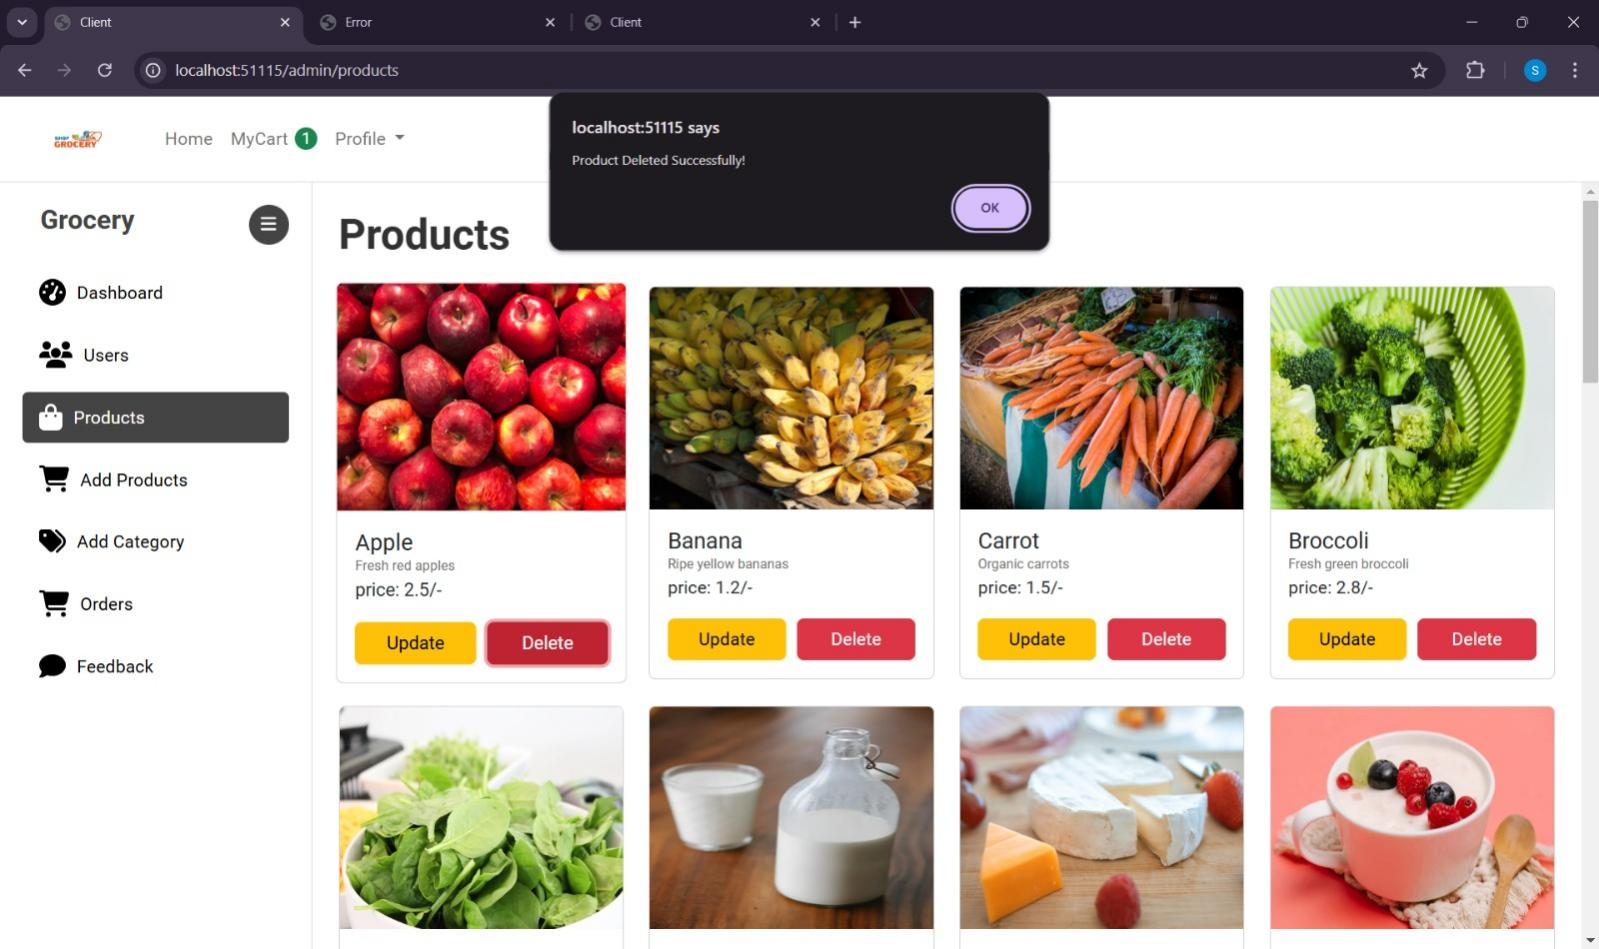 Client
Error
Client
localhost:51115/admin/products
S
localhost:51115 says
Product Deleted Successfully!
OK
SHOP
GROCERY
Home
MyCart 1
Profile
Grocery
Dashboard
Users
Products
Add Products
Add Category
Orders
Feedback
Products
Apple
Fresh red apples
price: 2.5/-
Update Delete
Banana
Ripe yellow bananas
price: 1.2/-
Update Delete
Carrot
Organic carrots
price: 1.5/-
Update Delete
Broccoli
Fresh green broccoli
price: 2.8/-
Update Delete